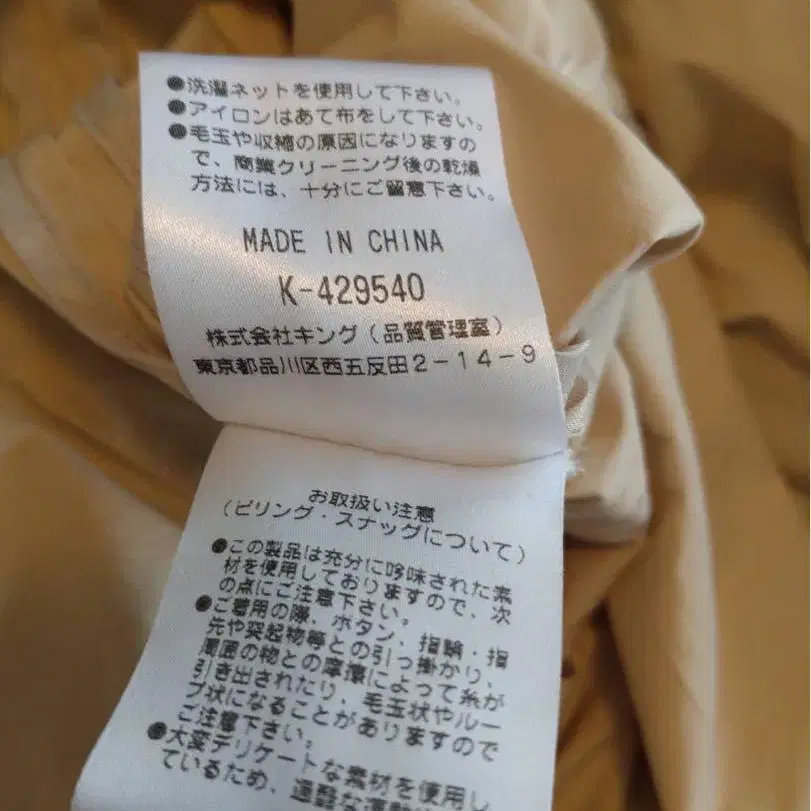 ●洗濯ネットを使用して下さい。
●アイロンはあて布をして下さい。
●毛玉や収縮の原因になりますの
で、商業クリーニング後の乾燥
方法には、十分にご留意下さい。
MADE IN CHINA
K-429540
株式会社キング(品質管理室)
東京都品川区西五反田2-14-9
お取扱い注意
(ピリング・スナッグについて)
●この製品は充分に吟味された素
材を使用しておりますので、次
の点にご注意下さい。
●ご着用の際、ボタン、指輪・指
先や突起物等との引っ掛かり、
周囲の物との摩擦によって糸が
引き出されたり、毛玉状やルー
プ状になることがありますので
ご注意下さい。
●大変デリケートな素材を使用し
ているため、過激な運動